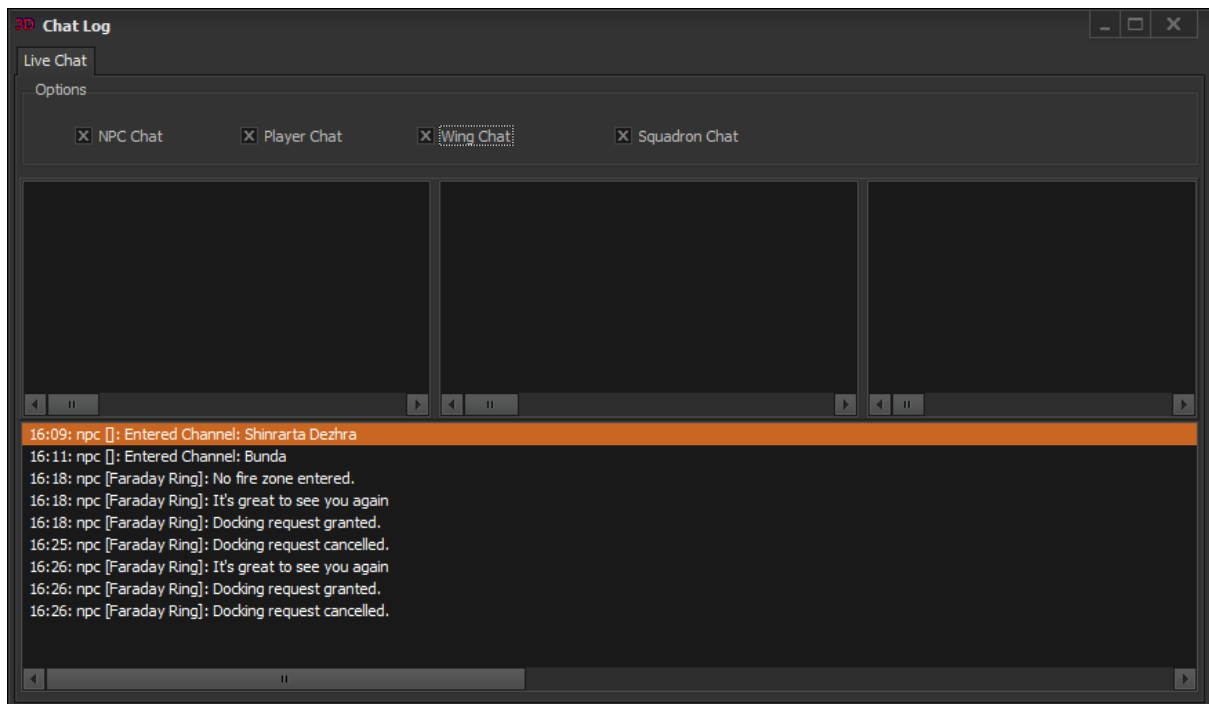 3D Chat Log
Live Chat
Options
NPC Chat Player Chat Wing Chat Squadron Chat
16:09: npc []: Entered Channel: Shinrarta Dezhra
16:11: npc []: Entered Channel: Bunda
16:18: npc [Faraday Ring]: No fire zone entered.
16:18: npc [Faraday Ring]: It's great to see you again
16:18: npc [Faraday Ring]: Docking request granted.
16:25: npc [Faraday Ring]: Docking request cancelled.
16:26: npc [Faraday Ring]: It's great to see you again
16:26: npc [Faraday Ring]: Docking request granted.
16:26: npc [Faraday Ring]: Docking request cancelled.